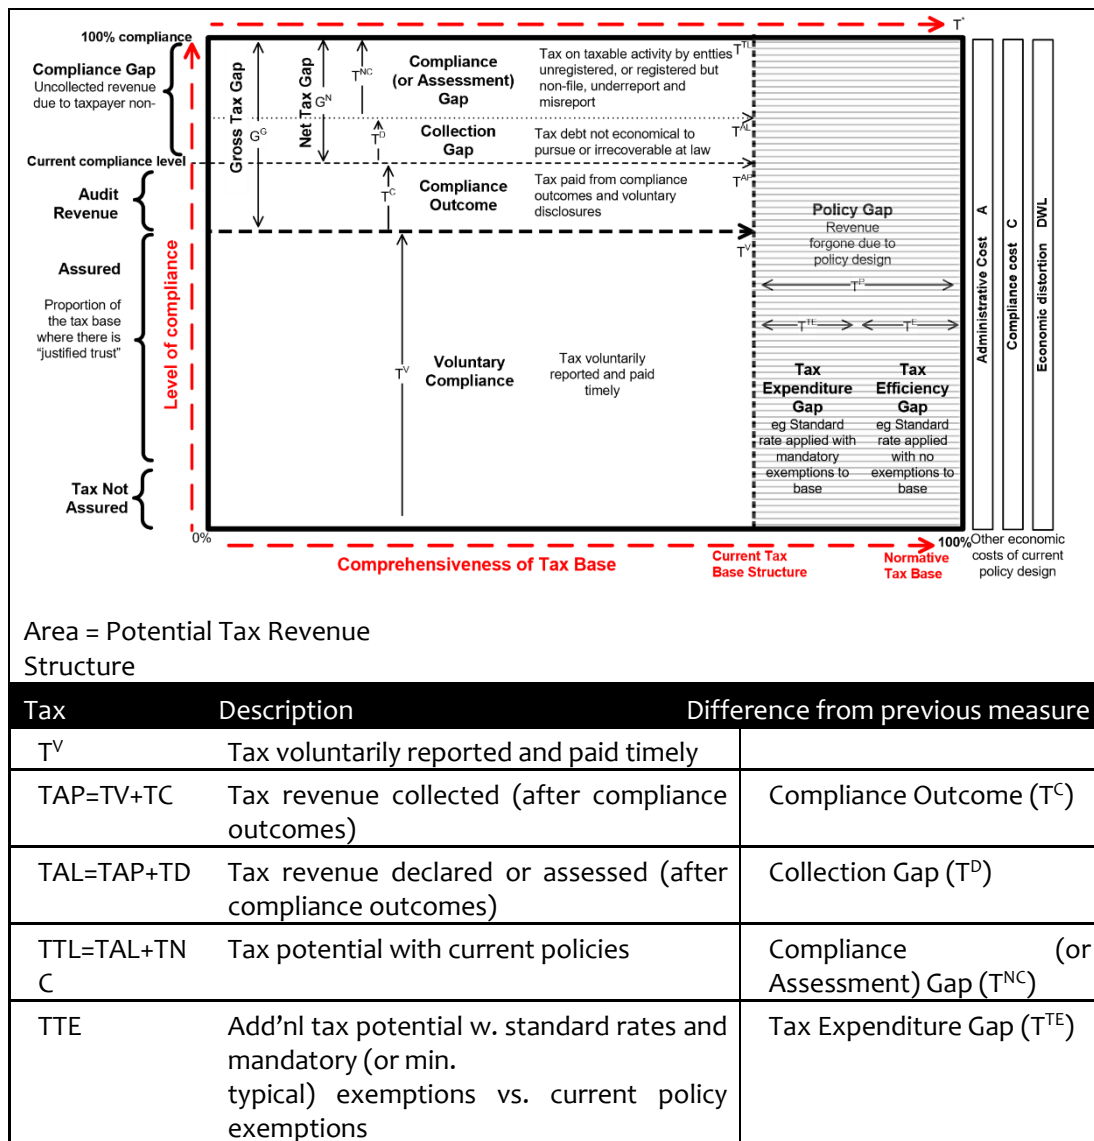 T*
100% compliance
Compliance Gap
Uncollected revenue
due to taxpayer non-
Current compliance level
Audit
Revenue
Assured
Proportion of
the tax base
where there is
"justified trust"
Tax Not
Assured
Level of compliance
Gross Tax Gap
G^G
Net Tax Gap
G^N
T^NC
Compliance
(or Assessment)
Gap
Tax on taxable activity by entties
unregistered, or registered but
non-file, underreport and
misreport
T^TL
T^D
Collection
Gap
Tax debt not economical to
pursue or irrecoverable at law
T^AL
T^C
Compliance
Outcome
Tax paid from compliance
outcomes and voluntary
disclosures
T^AP
T^V
T^V
Voluntary
Compliance
Tax voluntarily
reported and paid
timely
Policy Gap
Revenue
forgone due to
policy design
T^P
T^TE
T^E
Tax
Expenditure
Gap
eg Standard
rate applied with
mandatory
exemptions to
base
Tax
Efficiency
Gap
eg Standard
rate applied
with no
exemptions to
base
Administrative Cost A
Compliance cost C
Economic distortion DWL
0%
Comprehensiveness of Tax Base
Current Tax
Base Structure
Normative
Tax Base
100%
Other economic
costs of current
policy design
Area = Potential Tax Revenue
Structure
Tax Description Difference from previous measure
T^V Tax voluntarily reported and paid timely
TAP=TV+TC Tax revenue collected (after compliance Compliance Outcome (T^C)
outcomes)
TAL=TAP+TD Tax revenue declared or assessed (after Collection Gap (T^D)
compliance outcomes)
TTL=TAL+TN Tax potential with current policies Compliance (or
C Assessment) Gap (T^NC)
TTE Add'nl tax potential w. standard rates and Tax Expenditure Gap (T^TE)
mandatory (or min.
typical) exemptions vs. current policy
exemptions